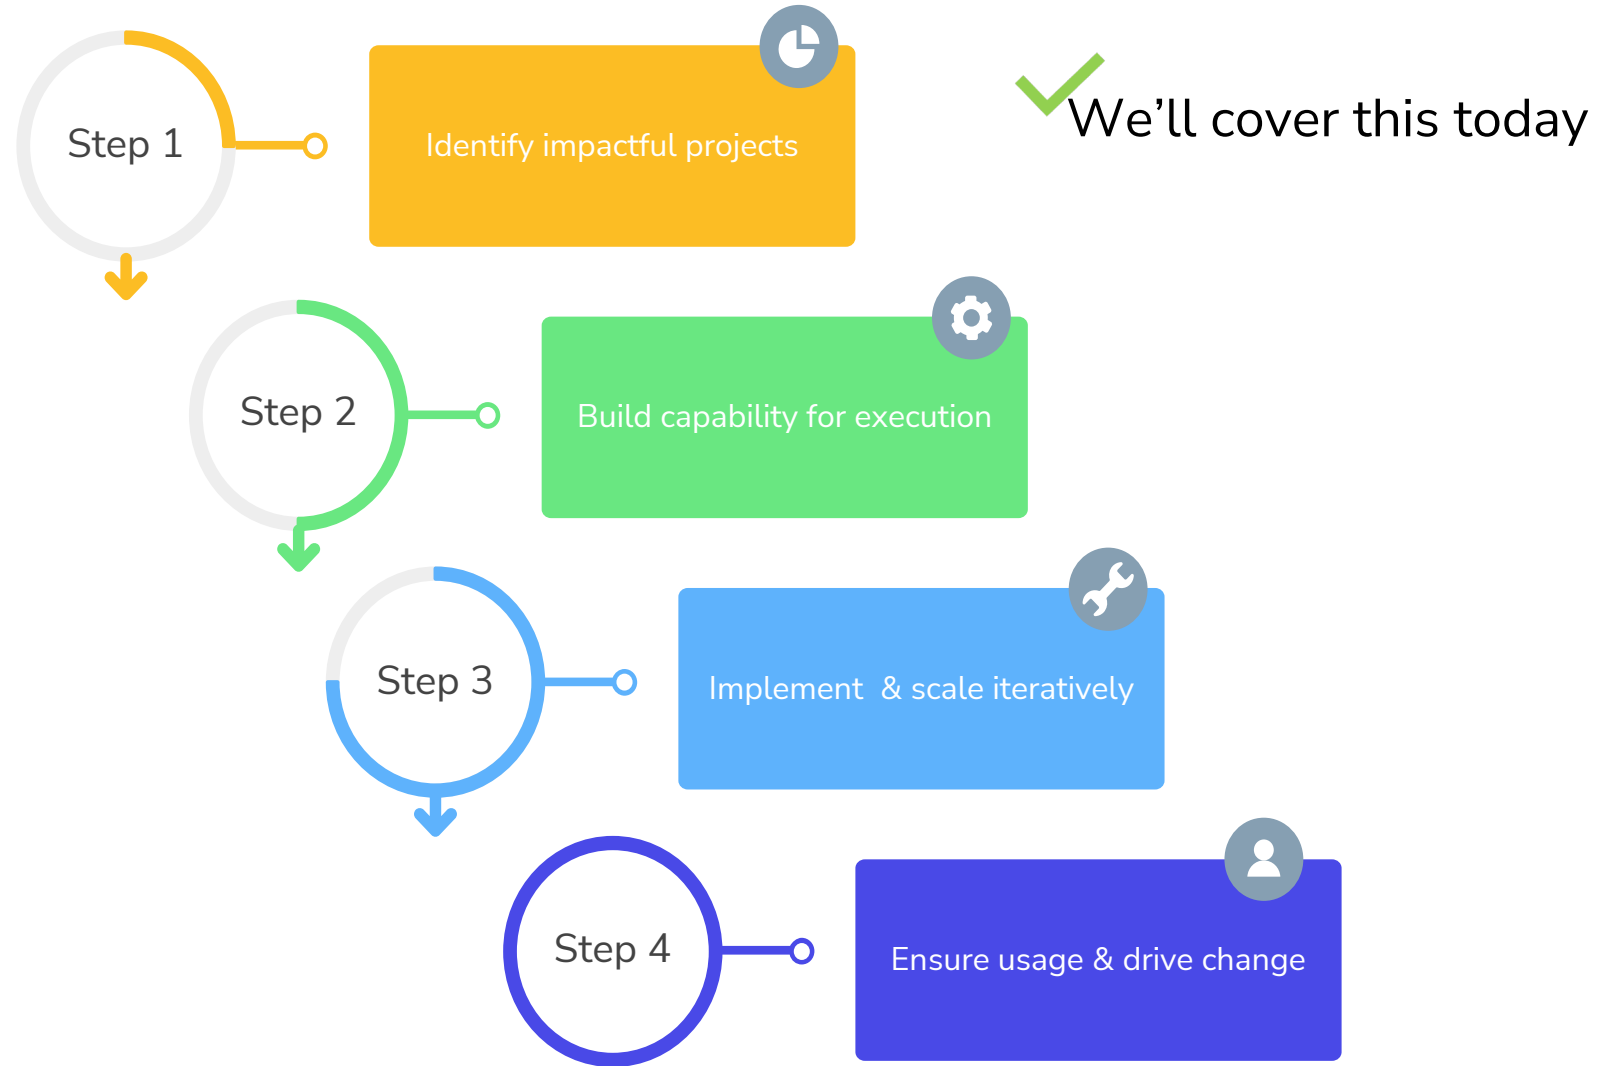 Step 1
Identify impactful projects
We’ll cover this today
Step 2
Build capability for execution
Step 3
Implement  & scale iteratively
Step 4
Ensure usage & drive change